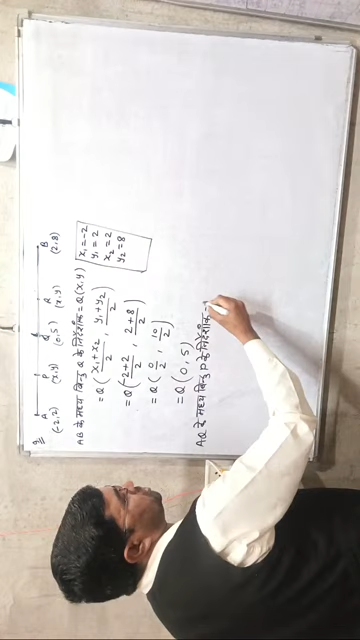 A P Q R B
(-2,2) (x,y) (0,5) (x,y) (2,8)
AB के मध्य बिन्दु Q के निर्देशांक = Q(x,y)
= Q ( x₁+x₂/2 , y₁+y₂/2 )
= Q ( -2+2/2 , 2+8/2 )
= Q ( 0/2 , 10/2 )
= Q (0,5)
x₁=-2
y₁=2
x₂=2
y₂=8
AQ के मध्य बिन्दु P के निर्देशांक -